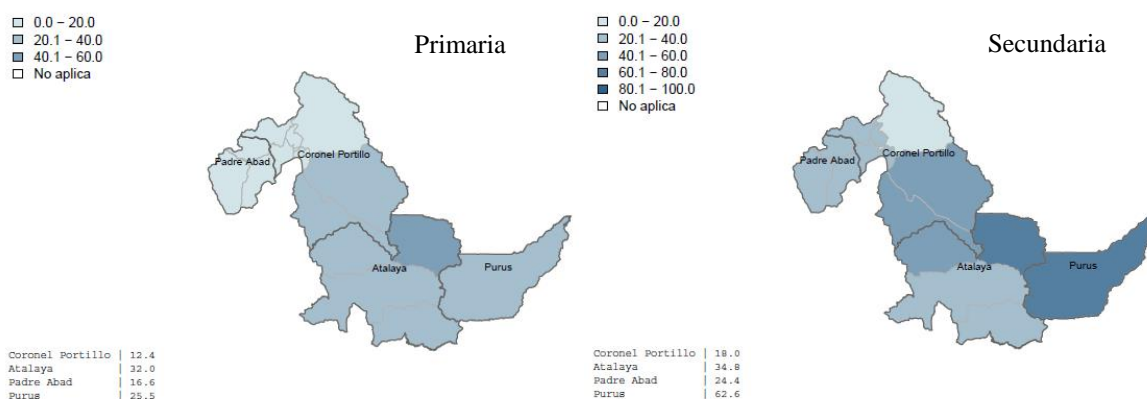 0.0 – 20.0
20.1 – 40.0
40.1 – 60.0
No aplica
Primaria
Padre Abad
Coronel Portillo
Atalaya
Purus
Coronel Portillo | 12.4
Atalaya | 32.0
Padre Abad | 16.6
Purus | 25.5
0.0 – 20.0
20.1 – 40.0
40.1 – 60.0
60.1 – 80.0
80.1 – 100.0
No aplica
Secundaria
Padre Abad
Coronel Portillo
Atalaya
Purus
Coronel Portillo | 18.0
Atalaya | 34.8
Padre Abad | 24.4
Purus | 62.6